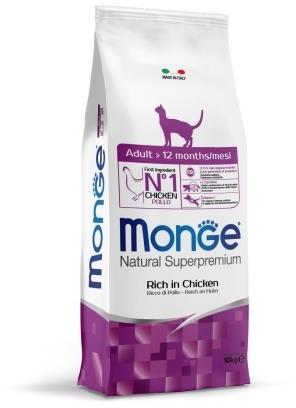 MADE IN ITALY
Adult > 12 months/mesi
First Ingredient
N°1
CHICKEN
POLLO
MONGE
Natural Superpremium
Rich in Chicken
Ricco di Pollo - Reich an Huhn
10kg